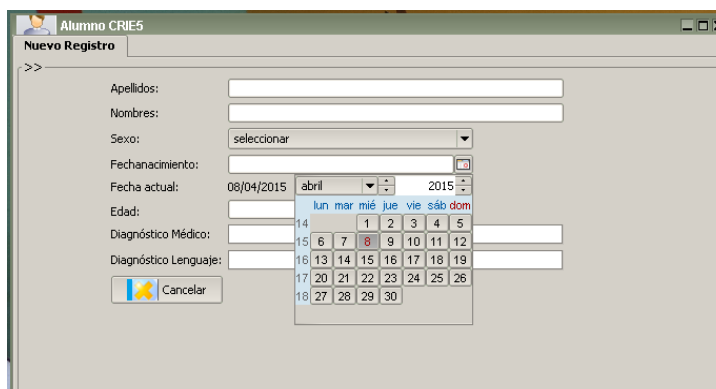 Alumno CRIE5
Nuevo Registro
>>
Apellidos:
Nombres:
Sexo: seleccionar
Fechanacimiento:
Fecha actual: 08/04/2015 abril 2015
lun mar mié jue vie sáb dom
14 1 2 3 4 5
Edad:
15 6 7 8 9 10 11 12
Diagnóstico Médico:
16 13 14 15 16 17 18 19
Diagnóstico Lenguaje:
17 20 21 22 23 24 25 26
Cancelar
18 27 28 29 30